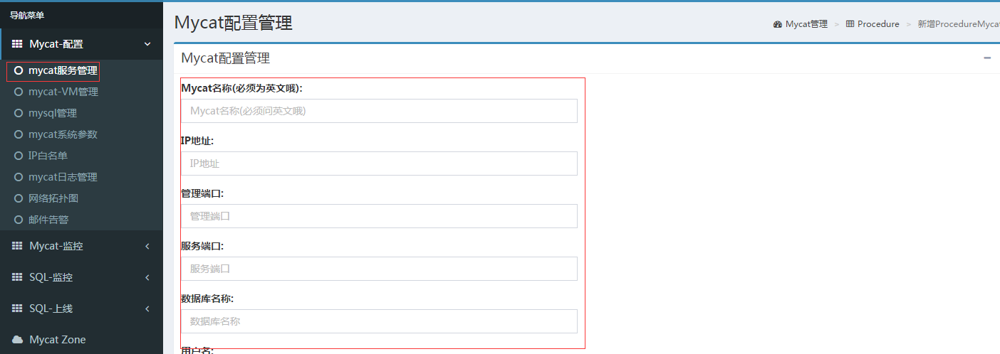 导航菜单
Mycat-配置
mycat服务管理
mycat-VM管理
mysql管理
mycat系统参数
IP白名单
mycat日志管理
网络拓扑图
邮件告警
Mycat-监控
SQL-监控
SQL-上线
Mycat Zone
Mycat配置管理
Mycat管理 > Procedure > 新增ProcedureMycat
Mycat配置管理
Mycat名称(必须为英文哦):
Mycat名称(必须问英文哦)
IP地址:
IP地址
管理端口:
管理端口
服务端口:
服务端口
数据库名称:
数据库名称
用户名: